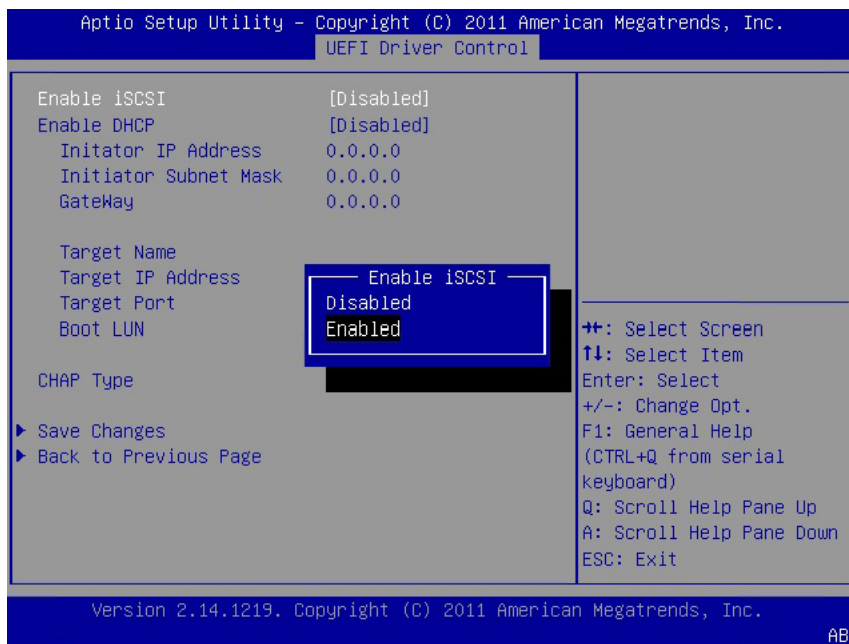 Aptio Setup Utility – Copyright (C) 2011 American Megatrends, Inc.
UEFI Driver Control
Enable iSCSI [Disabled]
Enable DHCP [Disabled]
Initator IP Address 0.0.0.0
Initiator Subnet Mask 0.0.0.0
GateWay 0.0.0.0
Target Name
Target IP Address
Target Port
Boot LUN
CHAP Type
Save Changes
Back to Previous Page
Enable iSCSI
Disabled
Enabled
→←: Select Screen
↑↓: Select Item
Enter: Select
+/-: Change Opt.
F1: General Help
(CTRL+Q from serial
keyboard)
Q: Scroll Help Pane Up
A: Scroll Help Pane Down
ESC: Exit
Version 2.14.1219. Copyright (C) 2011 American Megatrends, Inc.
AB